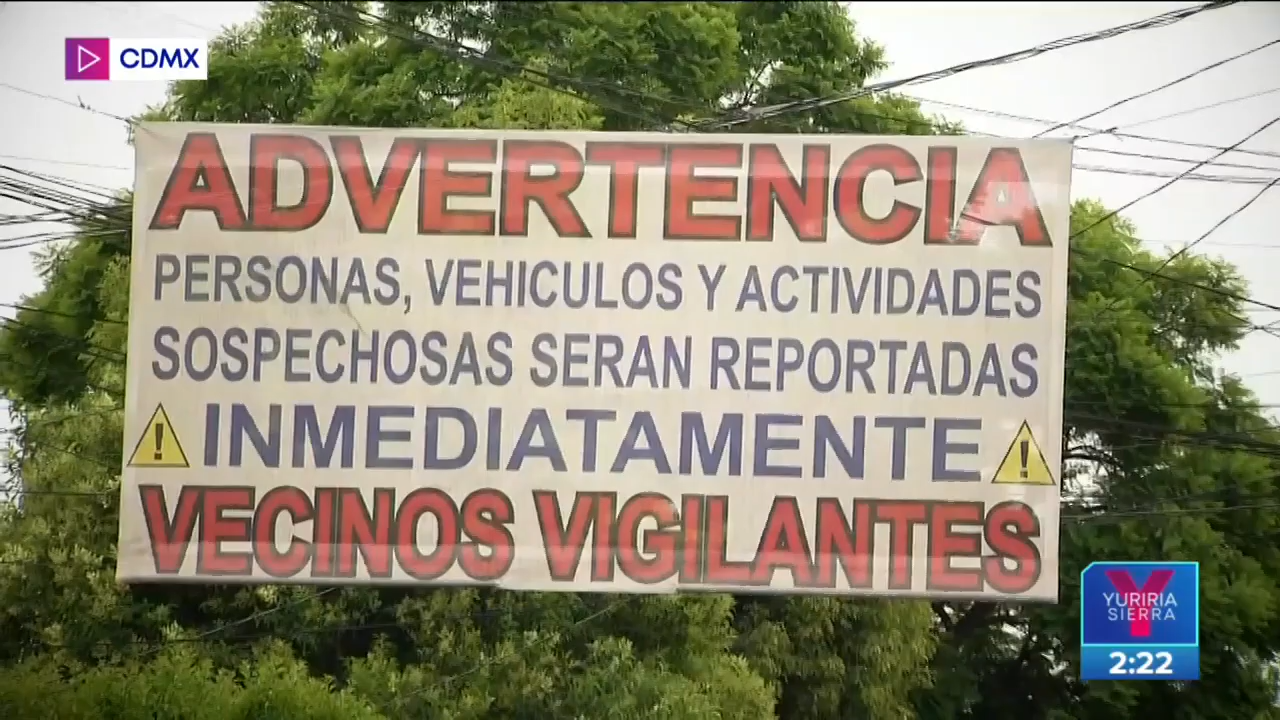 CDMX
ADVERTENCIA
PERSONAS, VEHICULOS Y ACTIVIDADES
SOSPECHOSAS SERAN REPORTADAS
! INMEDIATAMENTE !
VECINOS VIGILANTES
YURIRIA
SIERRA
2:22